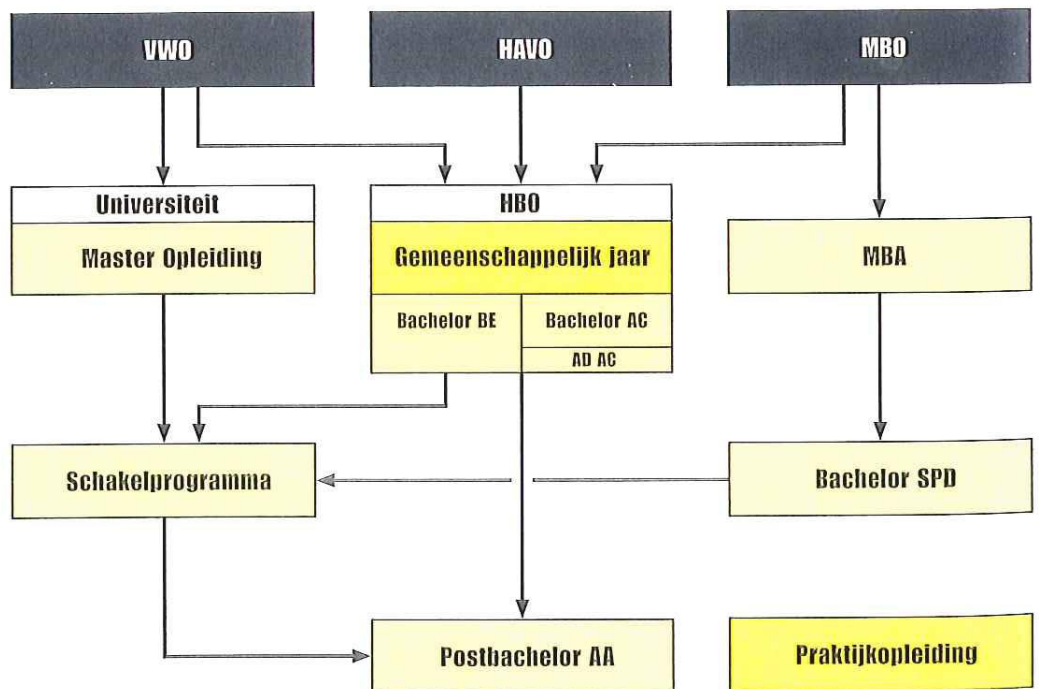 VWO
HAVO
MBO
Universiteit
Master Opleiding
HBO
Gemeenschappelijk jaar
Bachelor BE
Bachelor AC
AD AC
MBA
Schakelprogramma
Bachelor SPD
Postbachelor AA
Praktijkopleiding